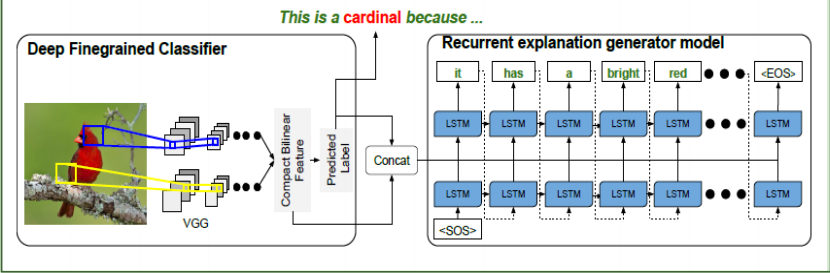 This is a cardinal because ...
Deep Finegrained Classifier
VGG
Compact Bilinear
Feature
Predicted
Label
Concat
Recurrent explanation generator model
it has a bright red <EOS>
LSTM LSTM LSTM LSTM LSTM LSTM
LSTM LSTM LSTM LSTM LSTM LSTM
<SOS>